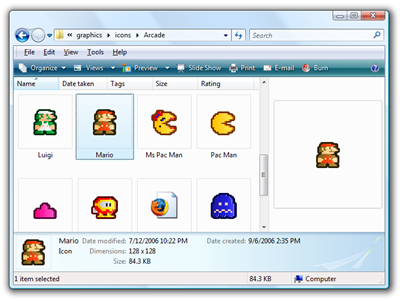 « graphics › icons › Arcade
Search
File Edit View Tools Help
Organize Views Preview Slide Show Print E-mail Burn
Name Date taken Tags Size Rating
Luigi Mario Ms Pac Man Pac Man
Mario Date modified: 7/12/2006 10:22 PM Date created: 9/6/2006 2:35 PM
Icon Dimensions: 128 x 128
Size: 84.3 KB
1 item selected 84.3 KB Computer